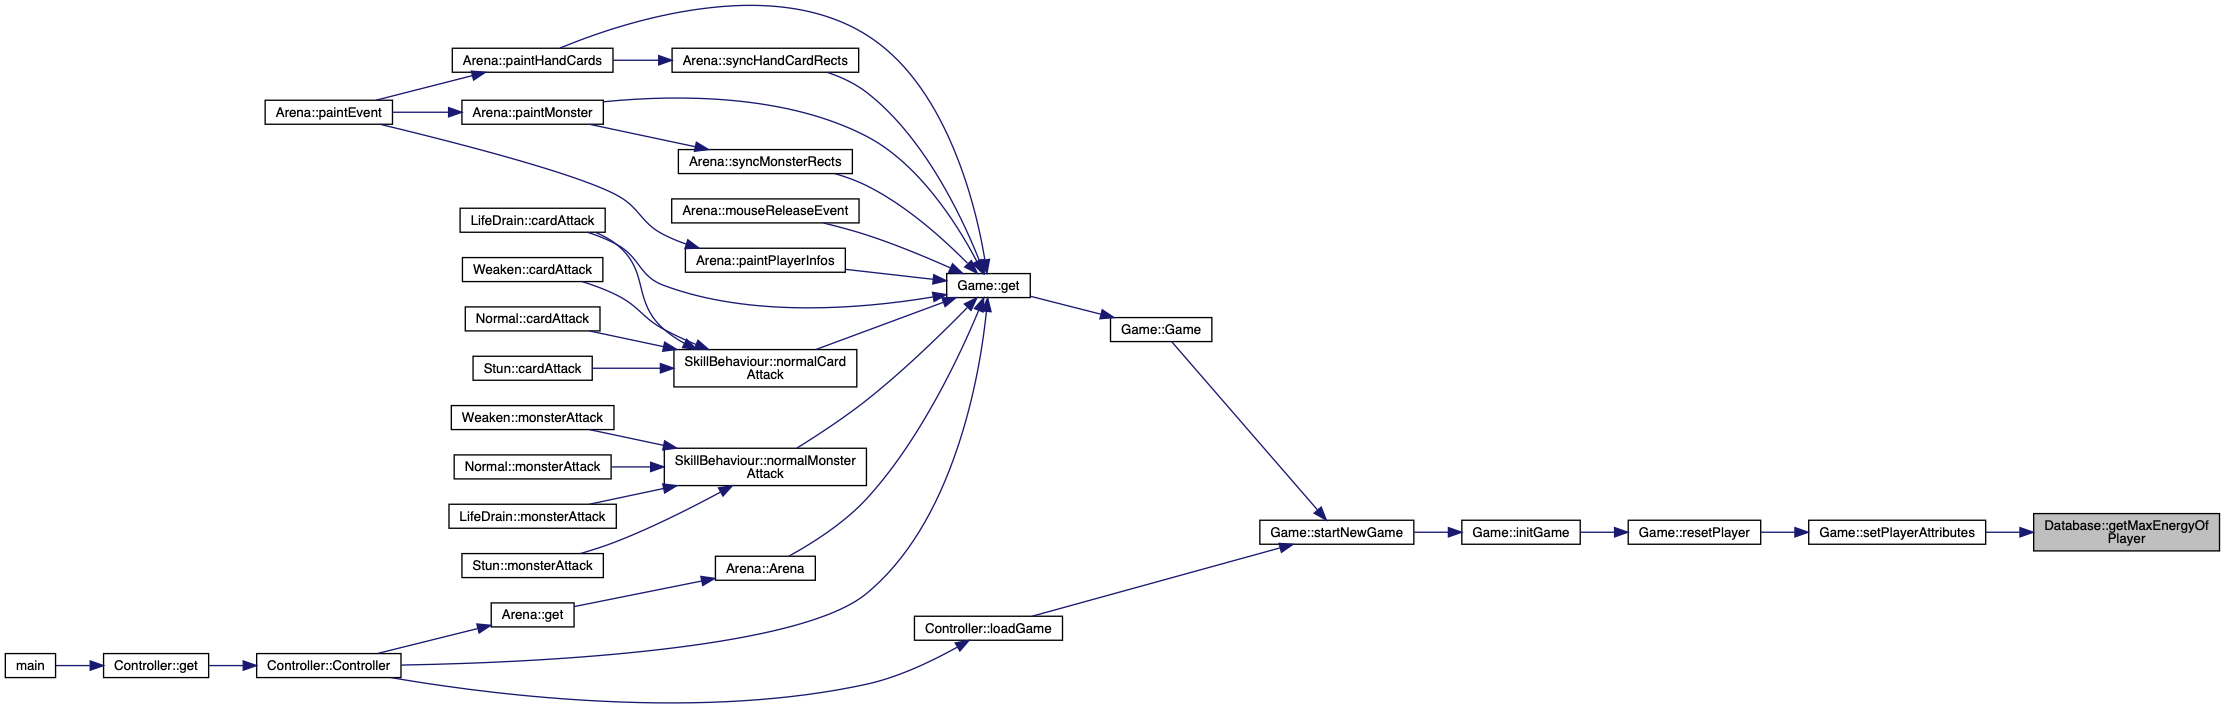 Arena::paintHandCards
Arena::syncHandCardRects
Arena::paintEvent
Arena::paintMonster
Arena::syncMonsterRects
Arena::mouseReleaseEvent
LifeDrain::cardAttack
Arena::paintPlayerInfos
Weaken::cardAttack
Game::get
Normal::cardAttack
Game::Game
Stun::cardAttack
SkillBehaviour::normalCard
Attack
Weaken::monsterAttack
Normal::monsterAttack
SkillBehaviour::normalMonster
Attack
LifeDrain::monsterAttack
Stun::monsterAttack
Arena::Arena
Game::startNewGame
Game::initGame
Game::resetPlayer
Game::setPlayerAttributes
Database::getMaxEnergyOf
Player
Arena::get
Controller::loadGame
main
Controller::get
Controller::Controller